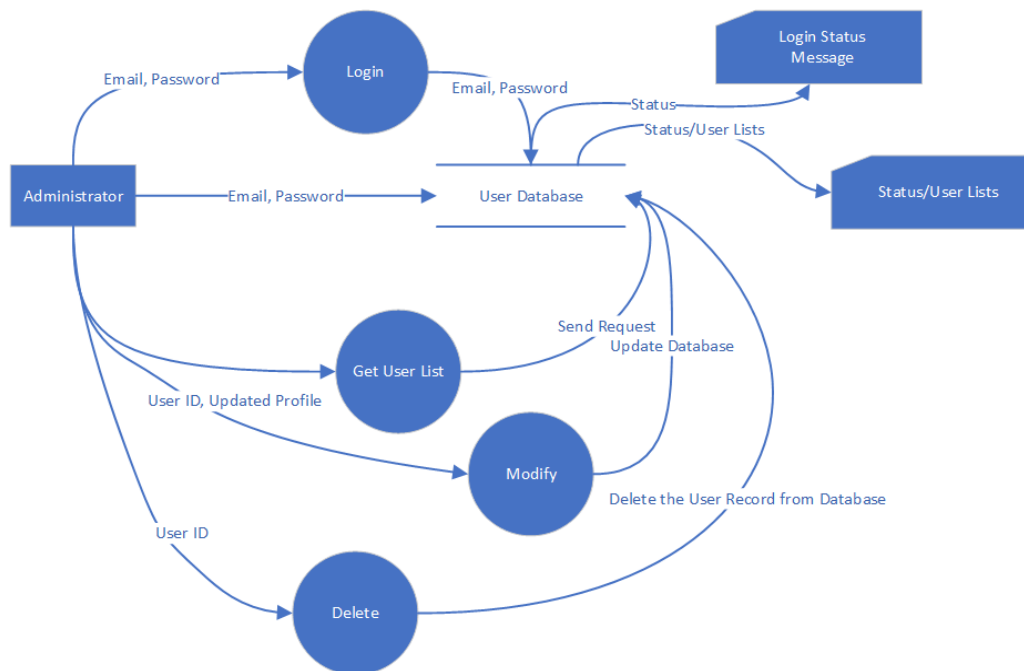 Login Status
Message
Login
Email, Password
Email, Password
Status
Status/User Lists
Administrator
Email, Password
User Database
Status/User Lists
Send Request
Update Database
Get User List
User ID, Updated Profile
Modify
Delete the User Record from Database
User ID
Delete